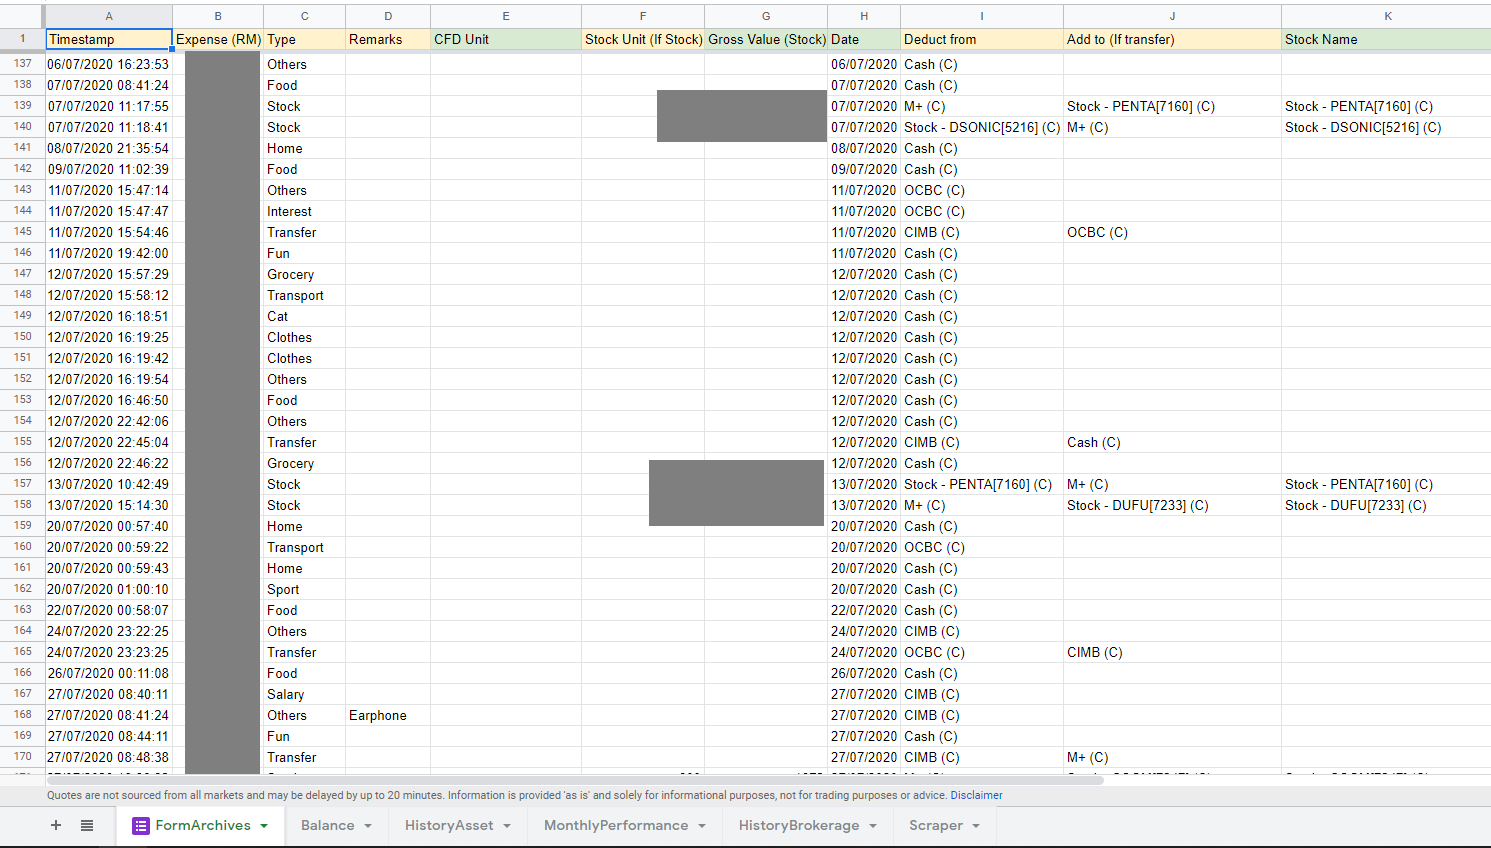 A B C D E F G H I J K
1 Timestamp Expense (RM) Type Remarks CFD Unit Stock Unit (If Stock) Gross Value (Stock) Date Deduct from Add to (If transfer) Stock Name
137 06/07/2020 16:23:53 Others 06/07/2020 Cash (C)
138 07/07/2020 08:41:24 Food 07/07/2020 Cash (C)
139 07/07/2020 11:17:55 Stock 07/07/2020 M+ (C) Stock - PENTA[7160] (C) Stock - PENTA[7160] (C)
140 07/07/2020 11:18:41 Stock 07/07/2020 Stock - DSONIC[5216] (C) M+ (C) Stock - DSONIC[5216] (C)
141 08/07/2020 21:35:54 Home 08/07/2020 Cash (C)
142 09/07/2020 11:02:39 Food 09/07/2020 Cash (C)
143 11/07/2020 15:47:14 Others 11/07/2020 OCBC (C)
144 11/07/2020 15:47:47 Interest 11/07/2020 OCBC (C)
145 11/07/2020 15:54:46 Transfer 11/07/2020 CIMB (C) OCBC (C)
146 11/07/2020 19:42:00 Fun 11/07/2020 Cash (C)
147 12/07/2020 15:57:29 Grocery 12/07/2020 Cash (C)
148 12/07/2020 15:58:12 Transport 12/07/2020 Cash (C)
149 12/07/2020 16:18:51 Cat 12/07/2020 Cash (C)
150 12/07/2020 16:19:25 Clothes 12/07/2020 Cash (C)
151 12/07/2020 16:19:42 Clothes 12/07/2020 Cash (C)
152 12/07/2020 16:19:54 Others 12/07/2020 Cash (C)
153 12/07/2020 16:46:50 Food 12/07/2020 Cash (C)
154 12/07/2020 22:42:06 Others 12/07/2020 Cash (C)
155 12/07/2020 22:45:04 Transfer 12/07/2020 CIMB (C) Cash (C)
156 12/07/2020 22:46:22 Grocery 12/07/2020 Cash (C)
157 13/07/2020 10:42:49 Stock 13/07/2020 Stock - PENTA[7160] (C) M+ (C) Stock - PENTA[7160] (C)
158 13/07/2020 15:14:30 Stock 13/07/2020 M+ (C) Stock - DUFU[7233] (C) Stock - DUFU[7233] (C)
159 20/07/2020 00:57:40 Home 20/07/2020 Cash (C)
160 20/07/2020 00:59:22 Transport 20/07/2020 OCBC (C)
161 20/07/2020 00:59:43 Home 20/07/2020 Cash (C)
162 20/07/2020 01:00:10 Sport 20/07/2020 Cash (C)
163 22/07/2020 00:58:07 Food 22/07/2020 Cash (C)
164 24/07/2020 23:22:25 Others 24/07/2020 CIMB (C)
165 24/07/2020 23:23:25 Transfer 24/07/2020 OCBC (C) CIMB (C)
166 26/07/2020 00:11:08 Food 26/07/2020 Cash (C)
167 27/07/2020 08:40:11 Salary 27/07/2020 CIMB (C)
168 27/07/2020 08:41:24 Others Earphone 27/07/2020 CIMB (C)
169 27/07/2020 08:44:11 Fun 27/07/2020 Cash (C)
170 27/07/2020 08:48:38 Transfer 27/07/2020 CIMB (C) M+ (C)
Quotes are not sourced from all markets and may be delayed by up to 20 minutes. Information is provided 'as is' and solely for informational purposes, not for trading purposes or advice. Disclaimer
+ FormArchives Balance HistoryAsset MonthlyPerformance HistoryBrokerage Scraper